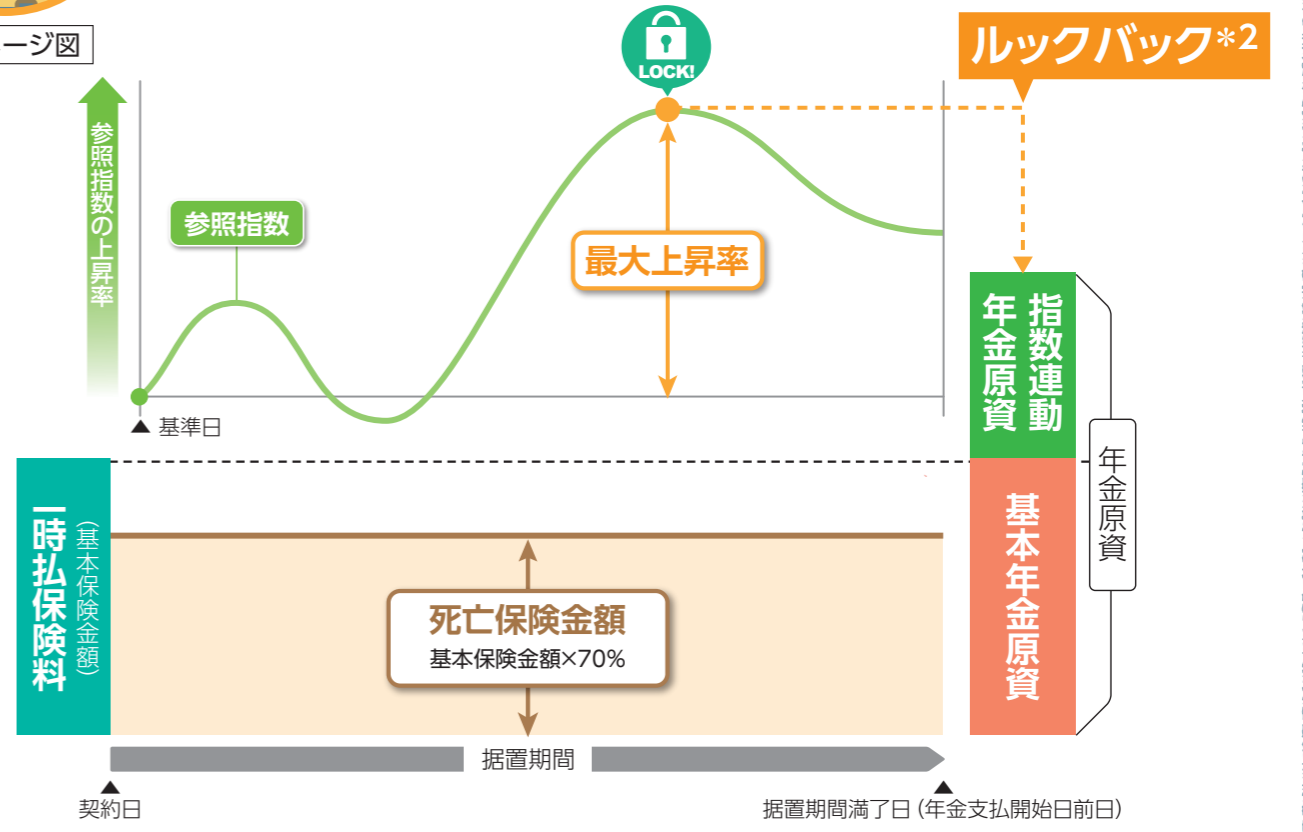 ージ図
LOCK!
ルックバック*2
参照指数の上昇率
参照指数
最大上昇率
▲ 基準日
指数連動
年金原資
年金原資
基本年金原資
一時払保険料
(基本保険金額)
死亡保険金額
基本保険金額×70%
据置期間
▲
契約日
▲
据置期間満了日(年金支払開始日前日)